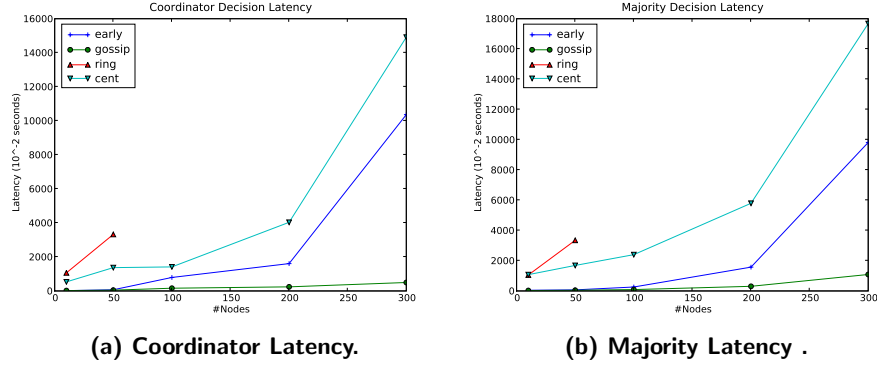 Coordinator Decision Latency
16000
14000
12000
10000
8000
6000
4000
2000
0
Latency (10^-2 seconds)
early
gossip
ring
cent
0 50 100 150 200 250 300
#Nodes
(a) Coordinator Latency.
Majority Decision Latency
18000
16000
14000
12000
10000
8000
6000
4000
2000
0
Latency (10^-2 seconds)
early
gossip
ring
cent
0 50 100 150 200 250 300
#Nodes
(b) Majority Latency .